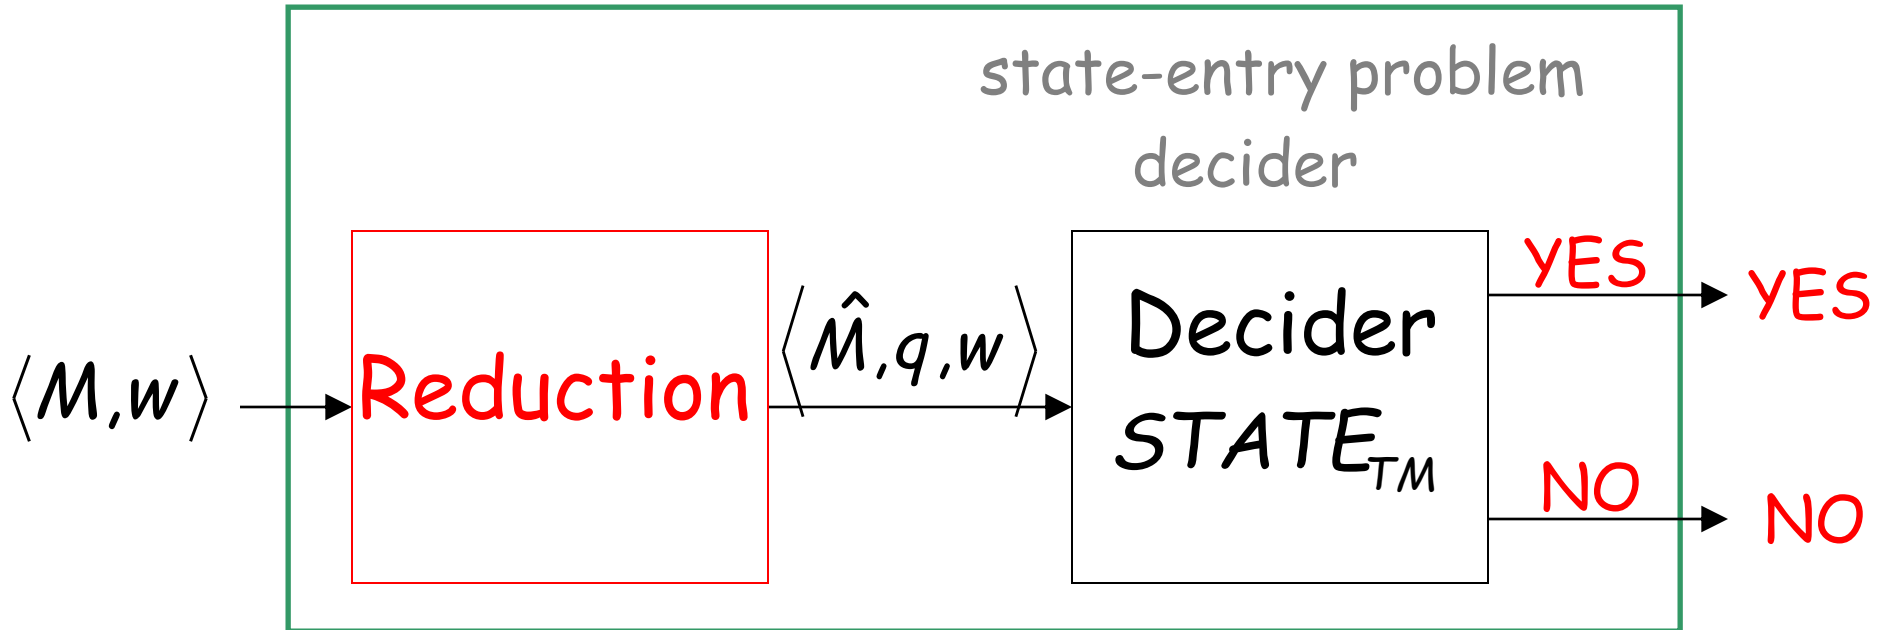 state-entry problem
decider
YES
YES
⟨M,w⟩
Reduction
⟨M̂,q,w⟩
Decider
STATE_TM
NO
NO